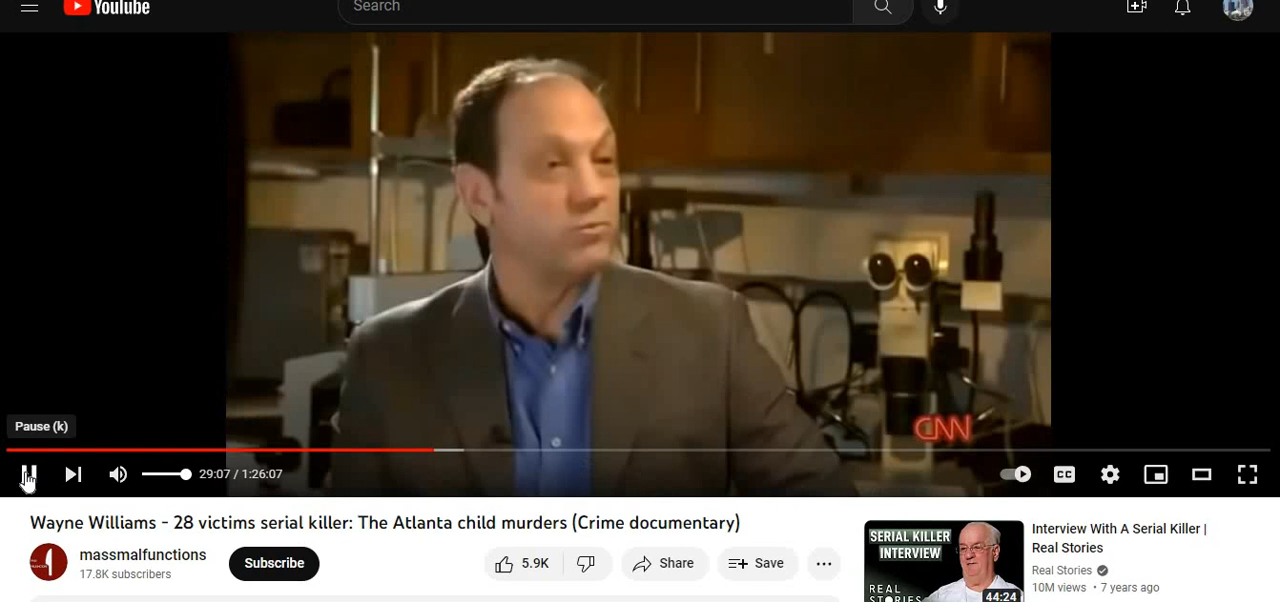 YouTube
Search
CNN
Pause (k)
29:07 / 1:26:07
CC
Wayne Williams - 28 victims serial killer: The Atlanta child murders (Crime documentary)
massmalfunctions
17.8K subscribers
Subscribe
5.9K
Share
Save
SERIAL KILLER
INTERVIEW
REAL
STORIES
44:24
Interview With A Serial Killer |
Real Stories
Real Stories
10M views • 7 years ago